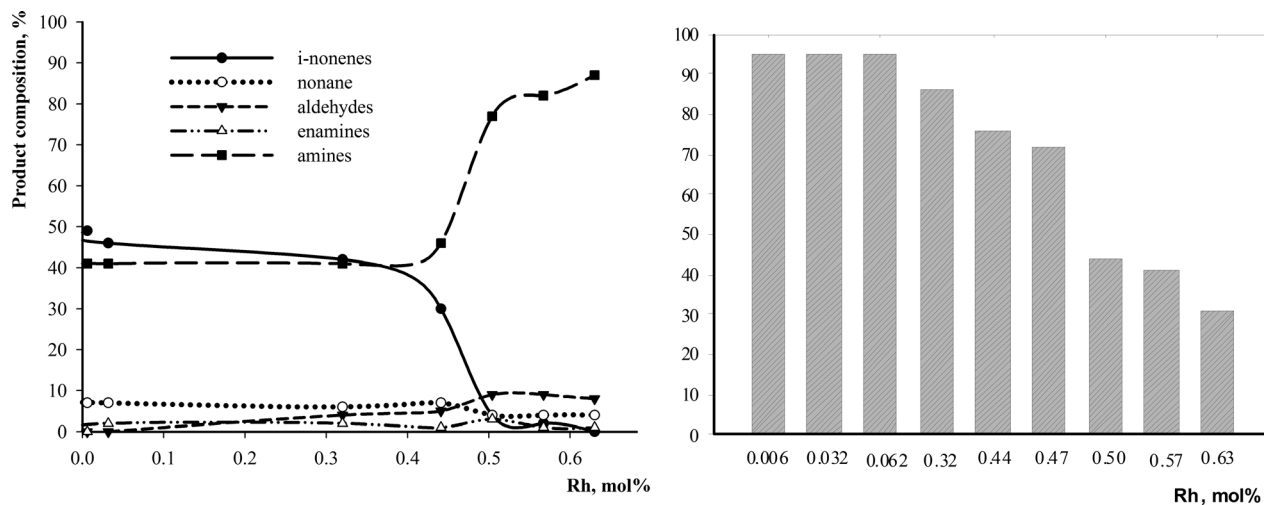 Product composition, %
100
90
80
70
60
50
40
30
20
10
0
i-nonenes
nonane
aldehydes
enamines
amines
0.0 0.1 0.2 0.3 0.4 0.5 0.6
Rh, mol%
100
90
80
70
60
50
40
30
20
10
0
0.006 0.032 0.062 0.32 0.44 0.47 0.50 0.57 0.63
Rh, mol%